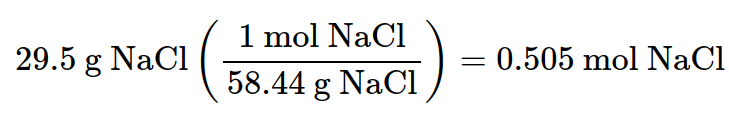 29.5 g NaCl ( 1 mol NaCl / 58.44 g NaCl ) = 0.505 mol NaCl